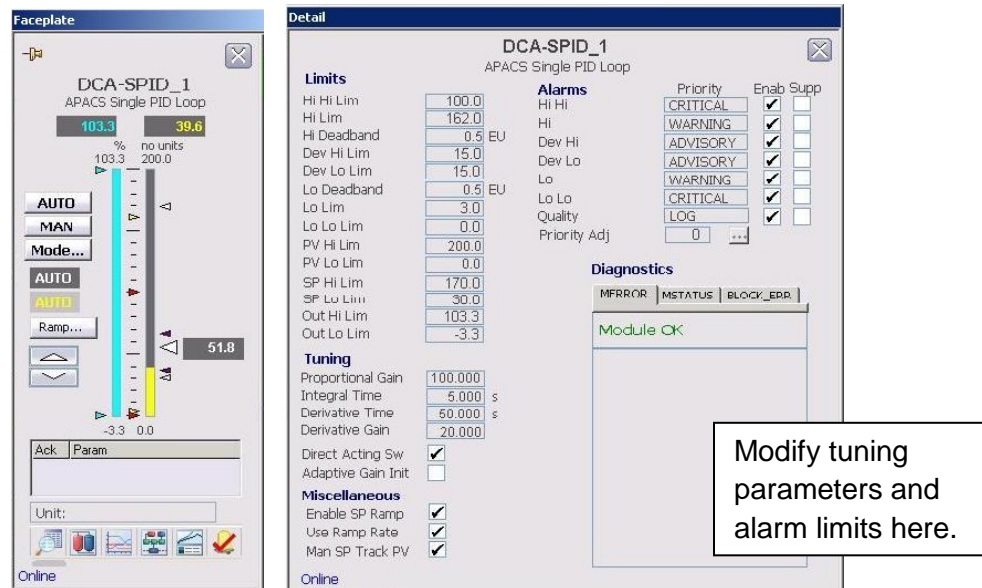 Faceplate
DCA-SPID_1
APACS Single PID Loop
103.3 39.6
% no units
103.3 200.0
AUTO
MAN
Mode...
AUTO
AUTO
Ramp...
51.8
-3.3 0.0
Ack Param
Unit:
Online
Detail
DCA-SPID_1
APACS Single PID Loop
Limits
Hi Hi Lim 100.0
Hi Lim 162.0
Hi Deadband 0.5 EU
Dev Hi Lim 15.0
Dev Lo Lim 15.0
Lo Deadband 0.5 EU
Lo Lim 3.0
Lo Lo Lim 0.0
PV Hi Lim 200.0
PV Lo Lim 0.0
SP Hi Lim 170.0
SP Lo Lim 30.0
Out Hi Lim 103.3
Out Lo Lim -3.3
Tuning
Proportional Gain 100.000
Integral Time 5.000 s
Derivative Time 60.000 s
Derivative Gain 20.000
Direct Acting Sw
Adaptive Gain Init
Miscellaneous
Enable SP Ramp
Use Ramp Rate
Man SP Track PV
Online
Alarms Priority Enab Supp
Hi Hi CRITICAL
Hi WARNING
Dev Hi ADVISORY
Dev Lo ADVISORY
Lo WARNING
Lo Lo CRITICAL
Quality LOG
Priority Adj 0 ...
Diagnostics
MERROR MSTATUS BLOCK_ERR
Module OK
Modify tuning
parameters and
alarm limits here.